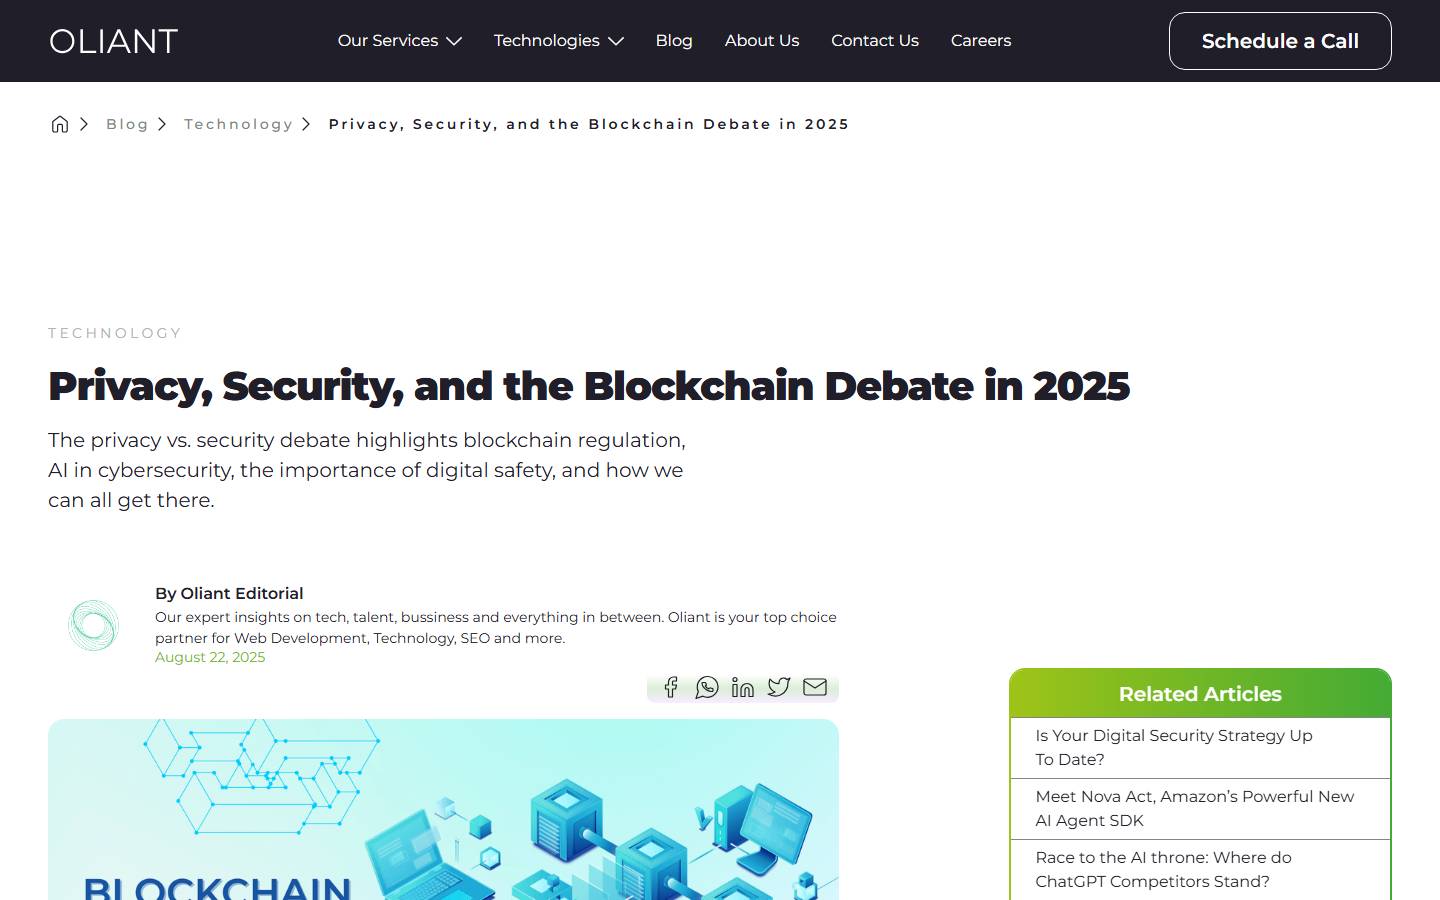 OLIANT
Our Services
Technologies
Blog
About Us
Contact Us
Careers
Schedule a Call
Blog
Technology
Privacy, Security, and the Blockchain Debate in 2025
TECHNOLOGY
Privacy, Security, and the Blockchain Debate in 2025
The privacy vs. security debate highlights blockchain regulation,
AI in cybersecurity, the importance of digital safety, and how we
can all get there.
By Oliant Editorial
Our expert insights on tech, talent, bussiness and everything in between. Oliant is your top choice
partner for Web Development, Technology, SEO and more.
August 22, 2025
BLOCKCHAIN
Related Articles
Is Your Digital Security Strategy Up
To Date?
Meet Nova Act, Amazon’s Powerful New
AI Agent SDK
Race to the AI throne: Where do
ChatGPT Competitors Stand?